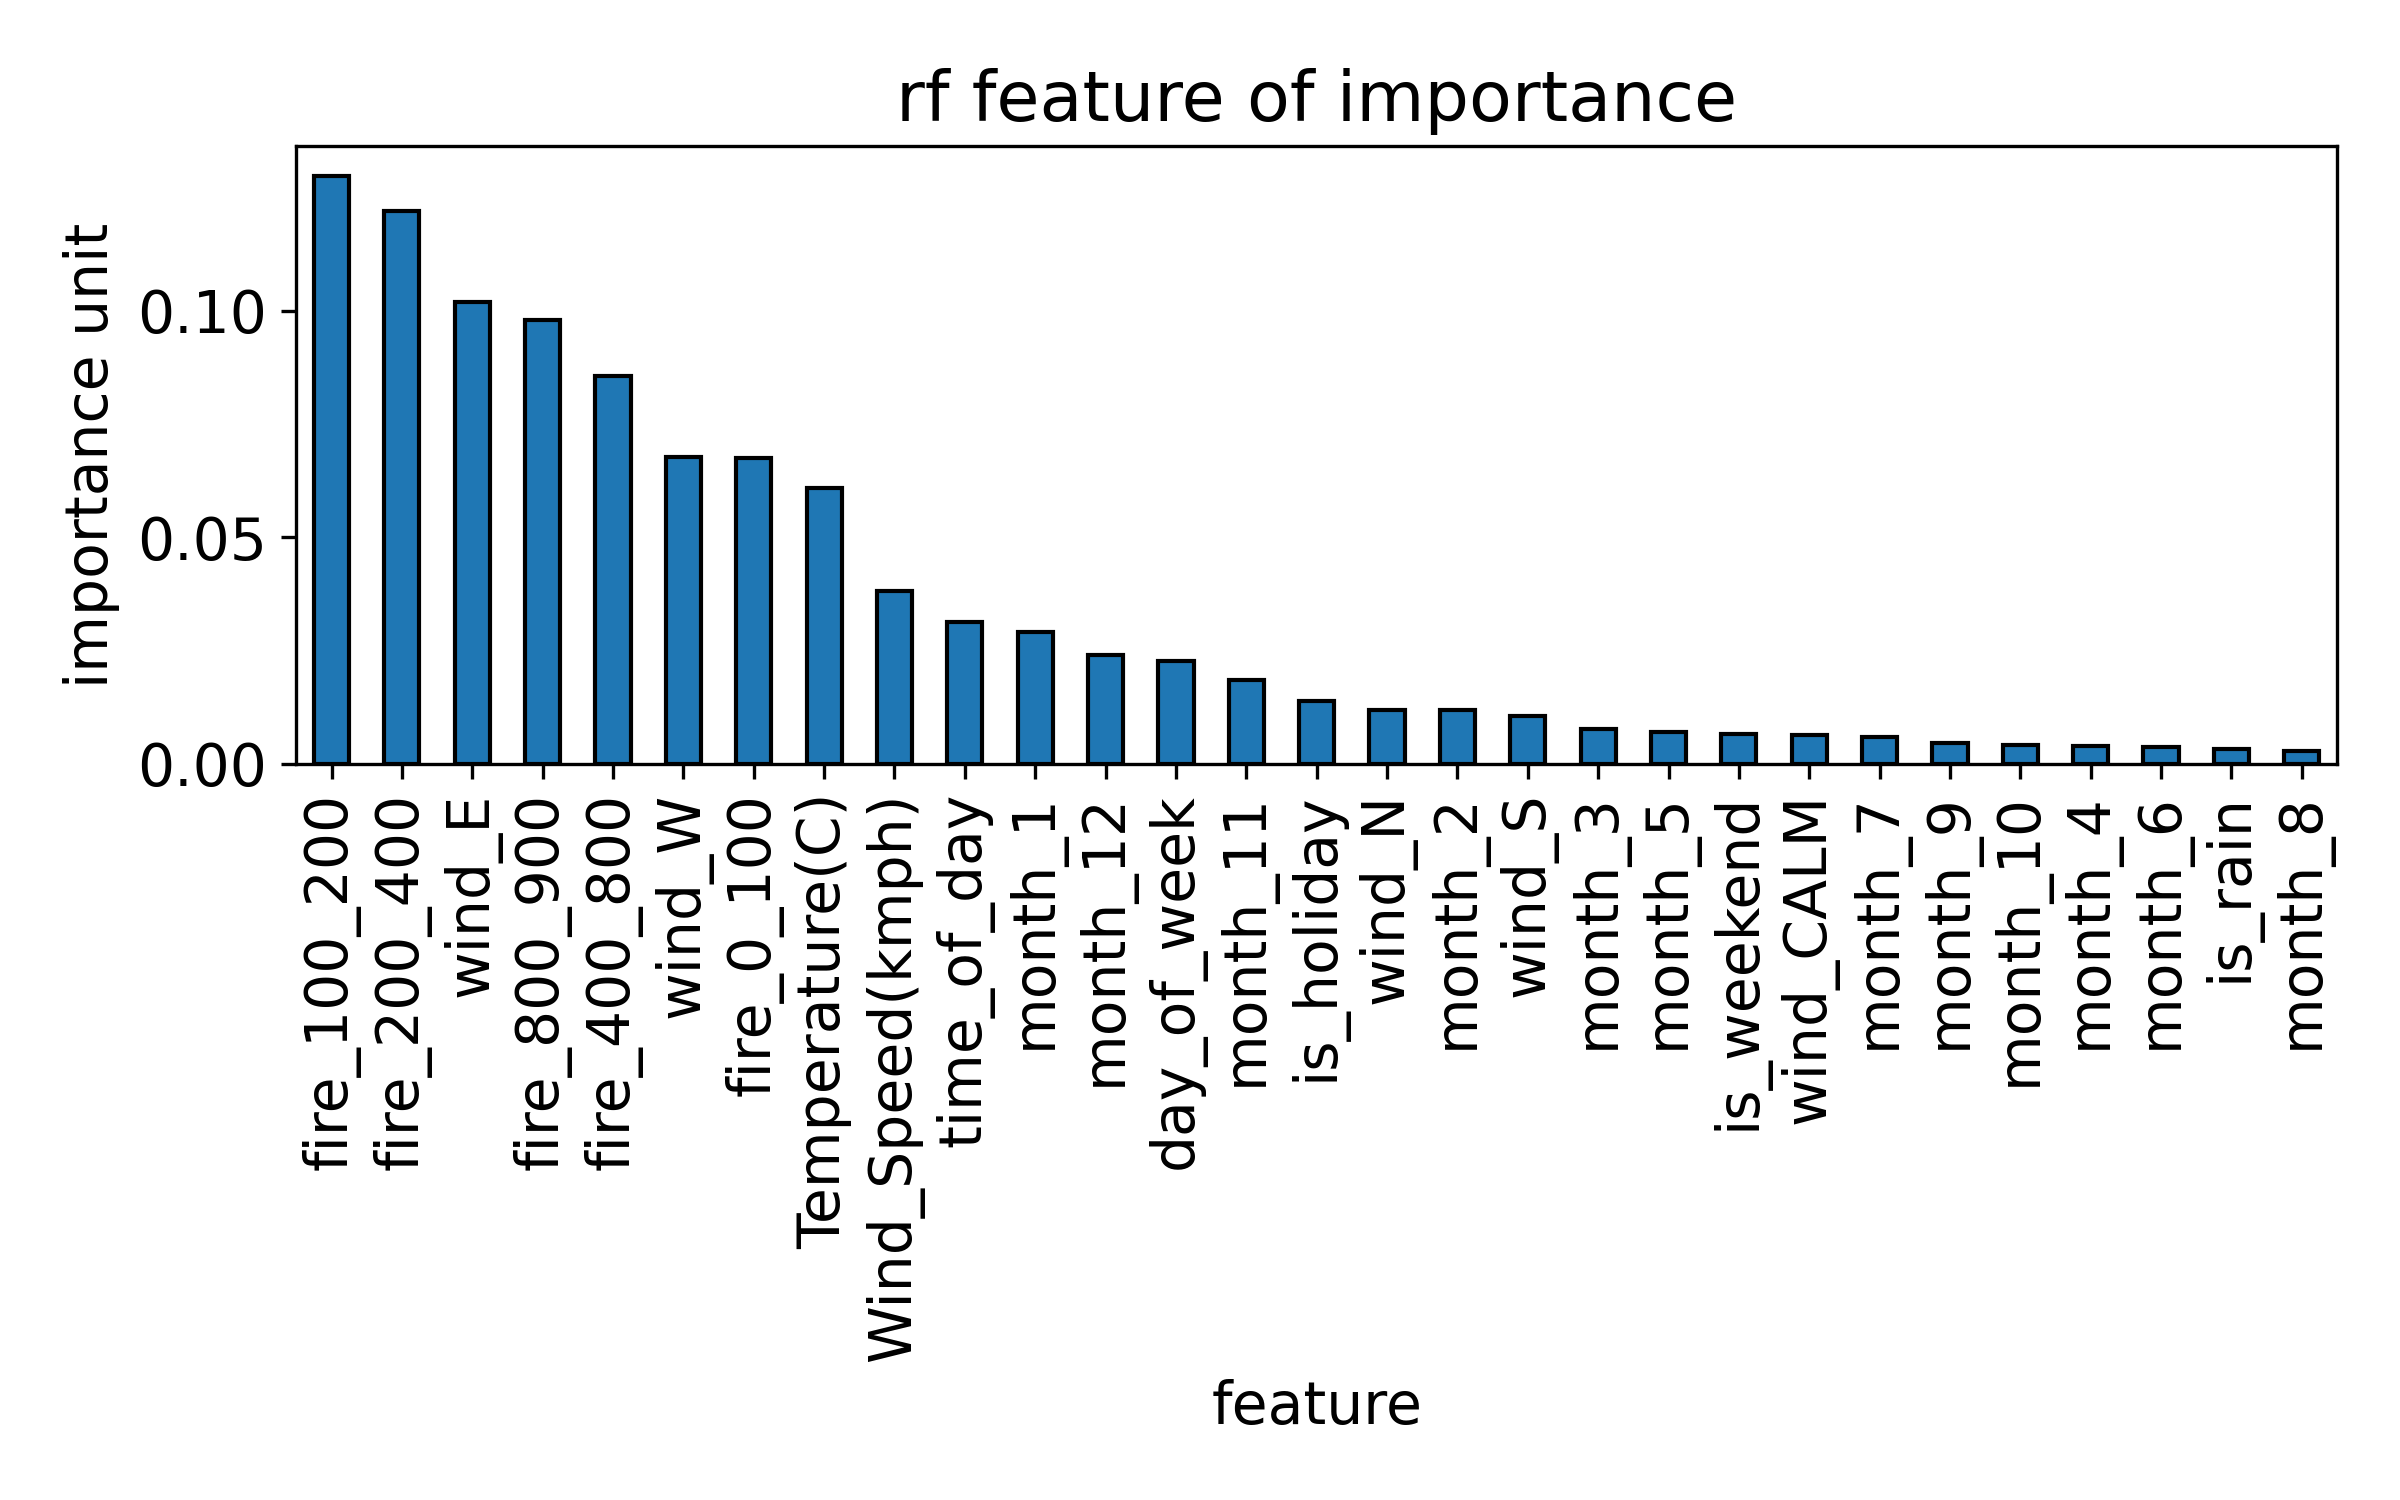 rf feature of importance
importance unit
0.10
0.05
0.00
fire_100_200
fire_200_400
wind_E
fire_800_900
fire_400_800
wind_W
fire_0_100
Temperature(C)
Wind_Speed(kmph)
time_of_day
month_1
month_12
day_of_week
month_11
is_holiday
wind_N
month_2
wind_S
month_3
month_5
is_weekend
wind_CALM
month_7
month_9
month_10
month_4
month_6
is_rain
month_8
feature